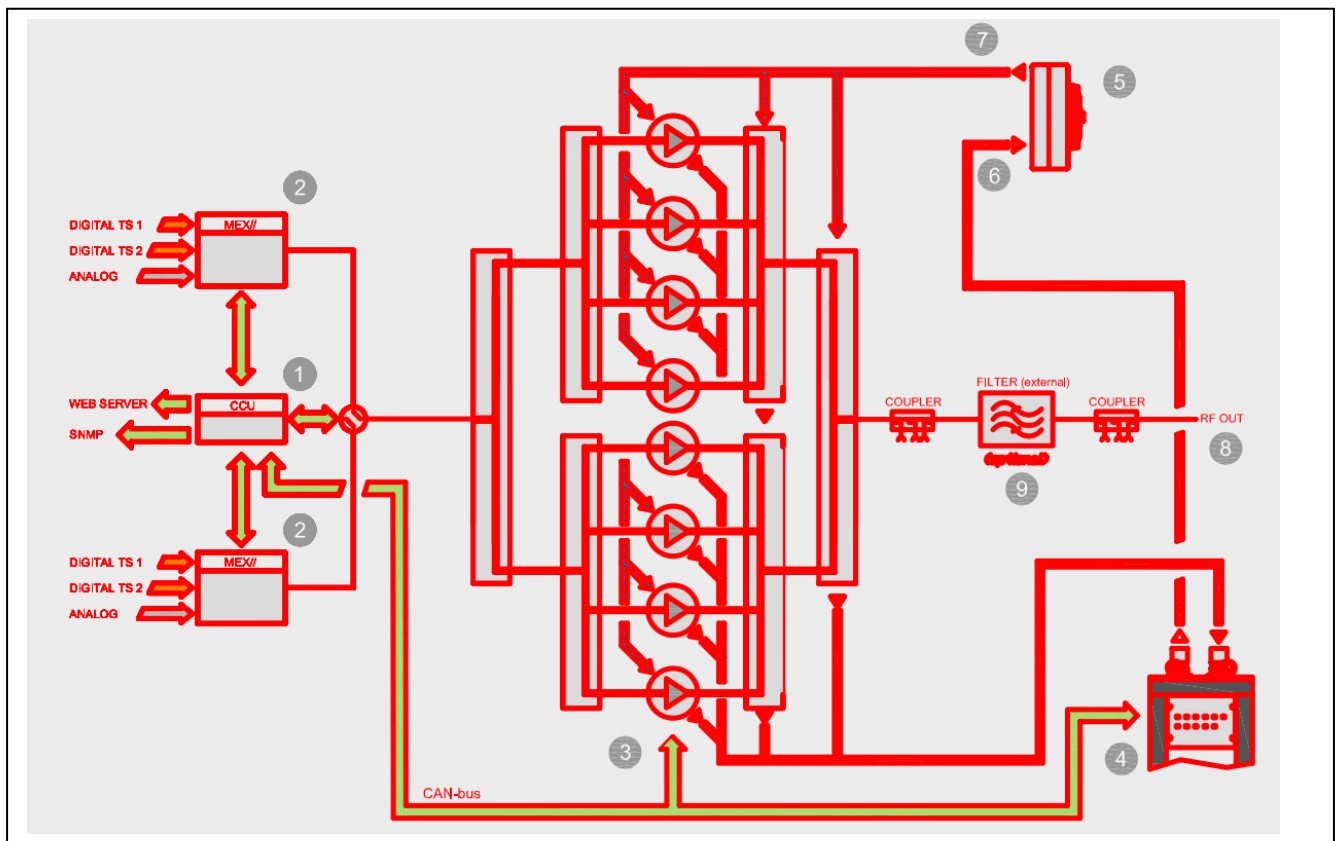 7
5
6
2
DIGITAL TS 1
MEX//
DIGITAL TS 2
ANALOG
1
WEB SERVER
CCU
SNMP
FILTER (external)
COUPLER
COUPLER
RF OUT
8
9
2
DIGITAL TS 1
MEX//
DIGITAL TS 2
ANALOG
3
4
CAN-bus